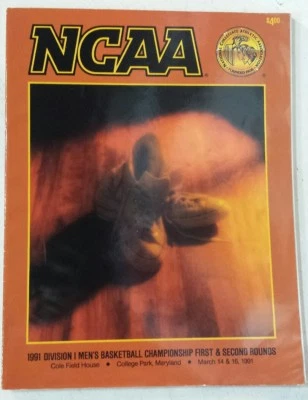 $4.00
NCAA
1991 DIVISION I MEN'S BASKETBALL CHAMPIONSHIP FIRST & SECOND ROUNDS
Cole Field House • College Park, Maryland • March 14 & 16, 1991